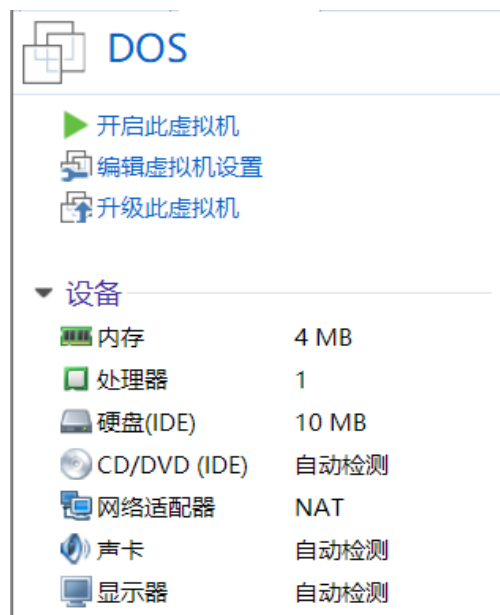 DOS
开启此虚拟机
编辑虚拟机设置
升级此虚拟机
设备
内存 4 MB
处理器 1
硬盘(IDE) 10 MB
CD/DVD (IDE) 自动检测
网络适配器 NAT
声卡 自动检测
显示器 自动检测